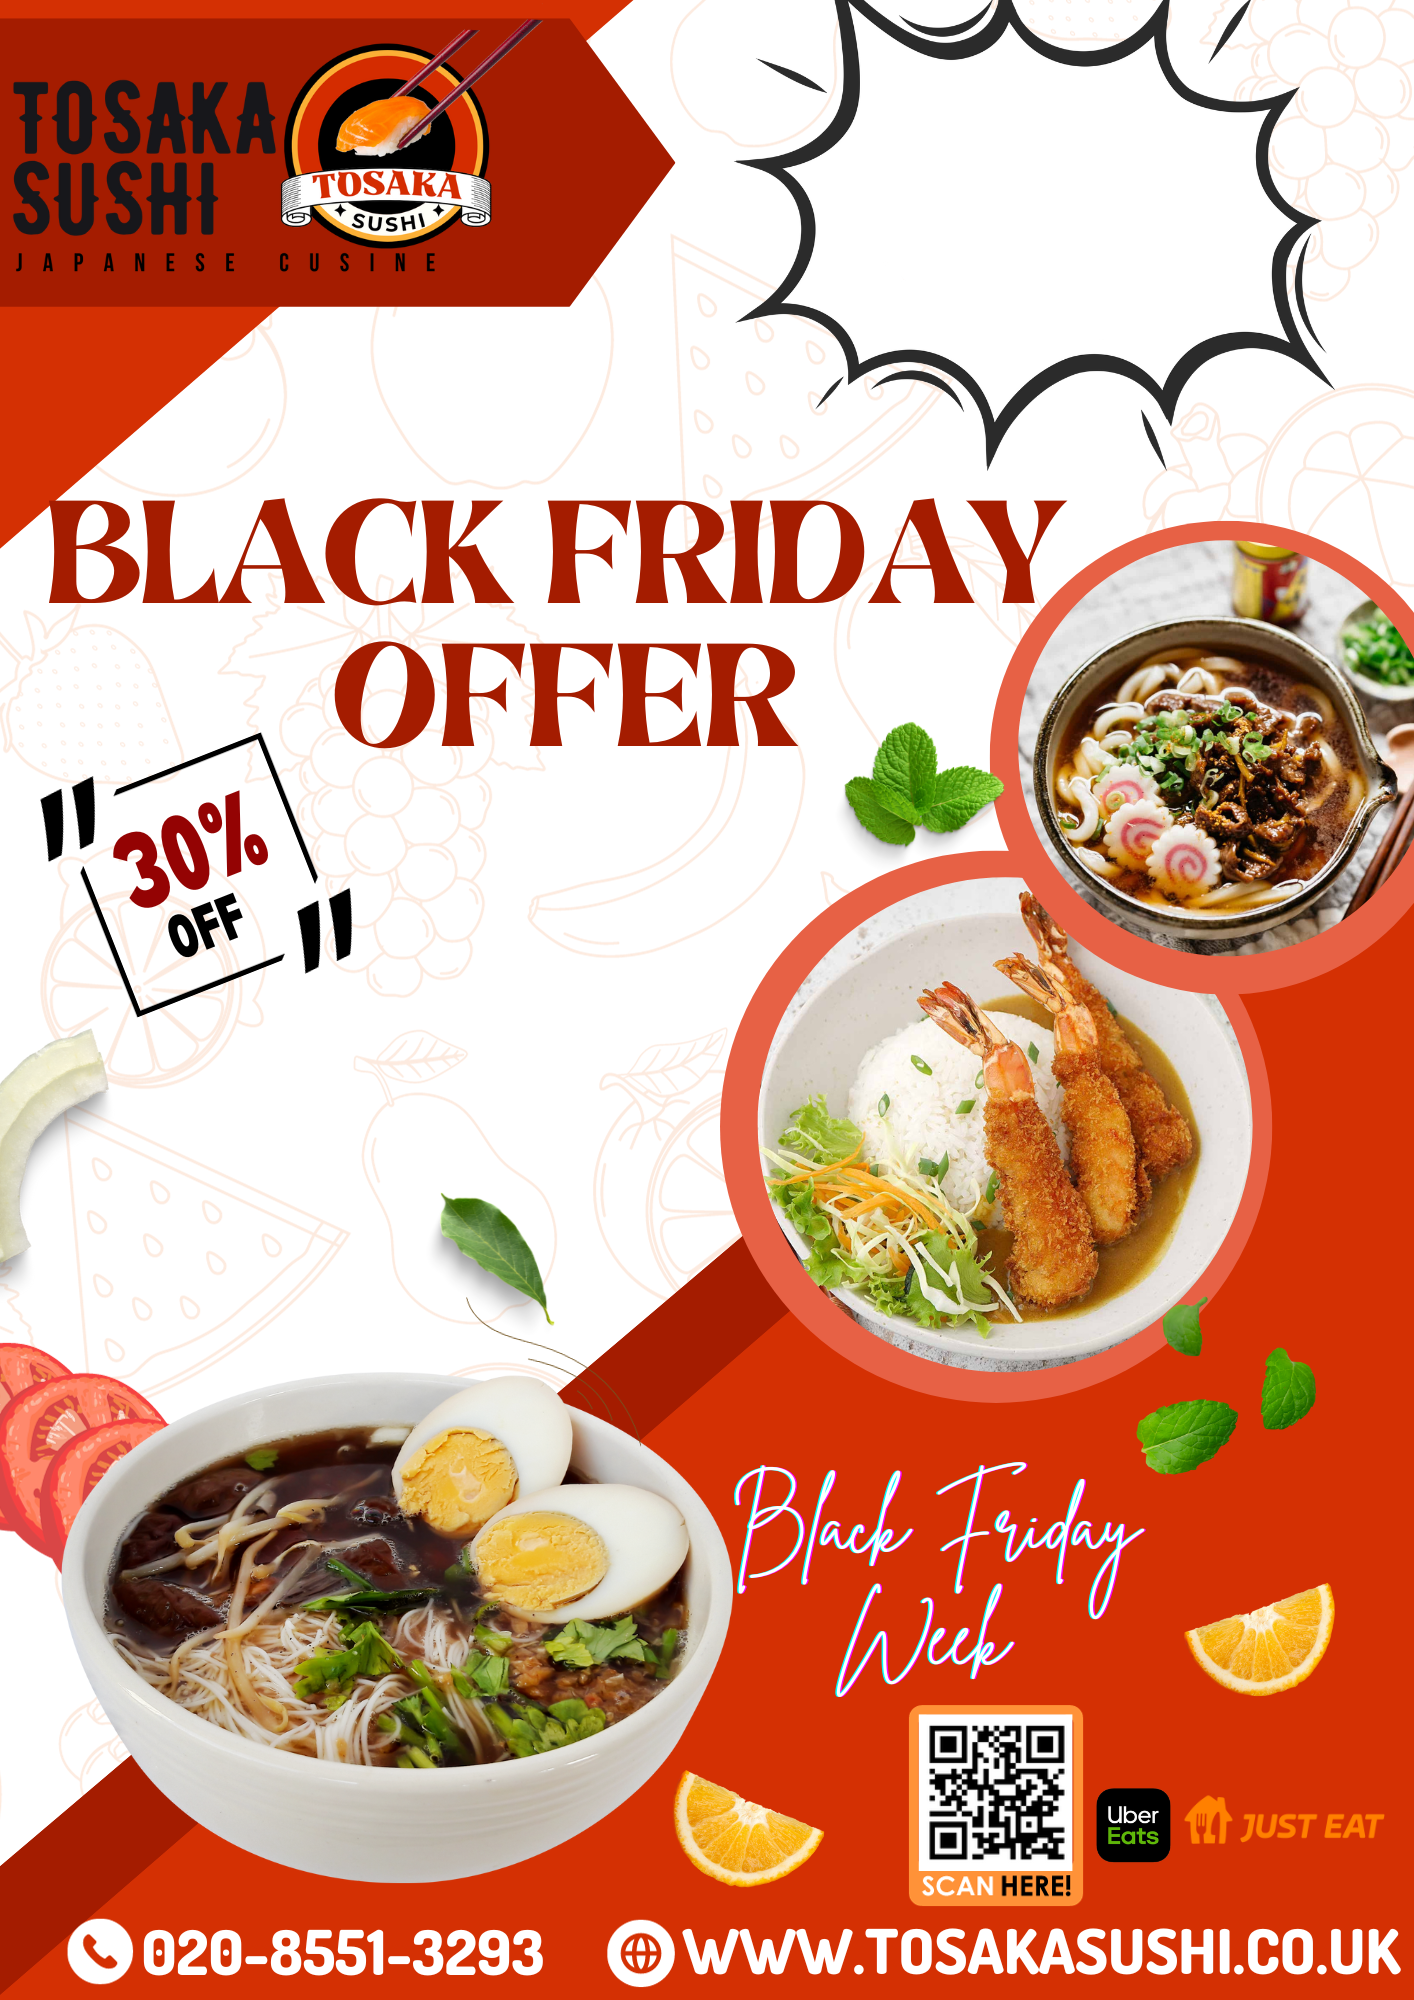 TOSAKA
SUSHI
JAPANESE CUSINE
TOSAKA
SUSHI
BLACK FRIDAY
OFFER
"30%
OFF"
Black Friday
Week
SCAN HERE!
Uber
Eats
JUST EAT
020-8551-3293
WWW.TOSAKASUSHI.CO.UK